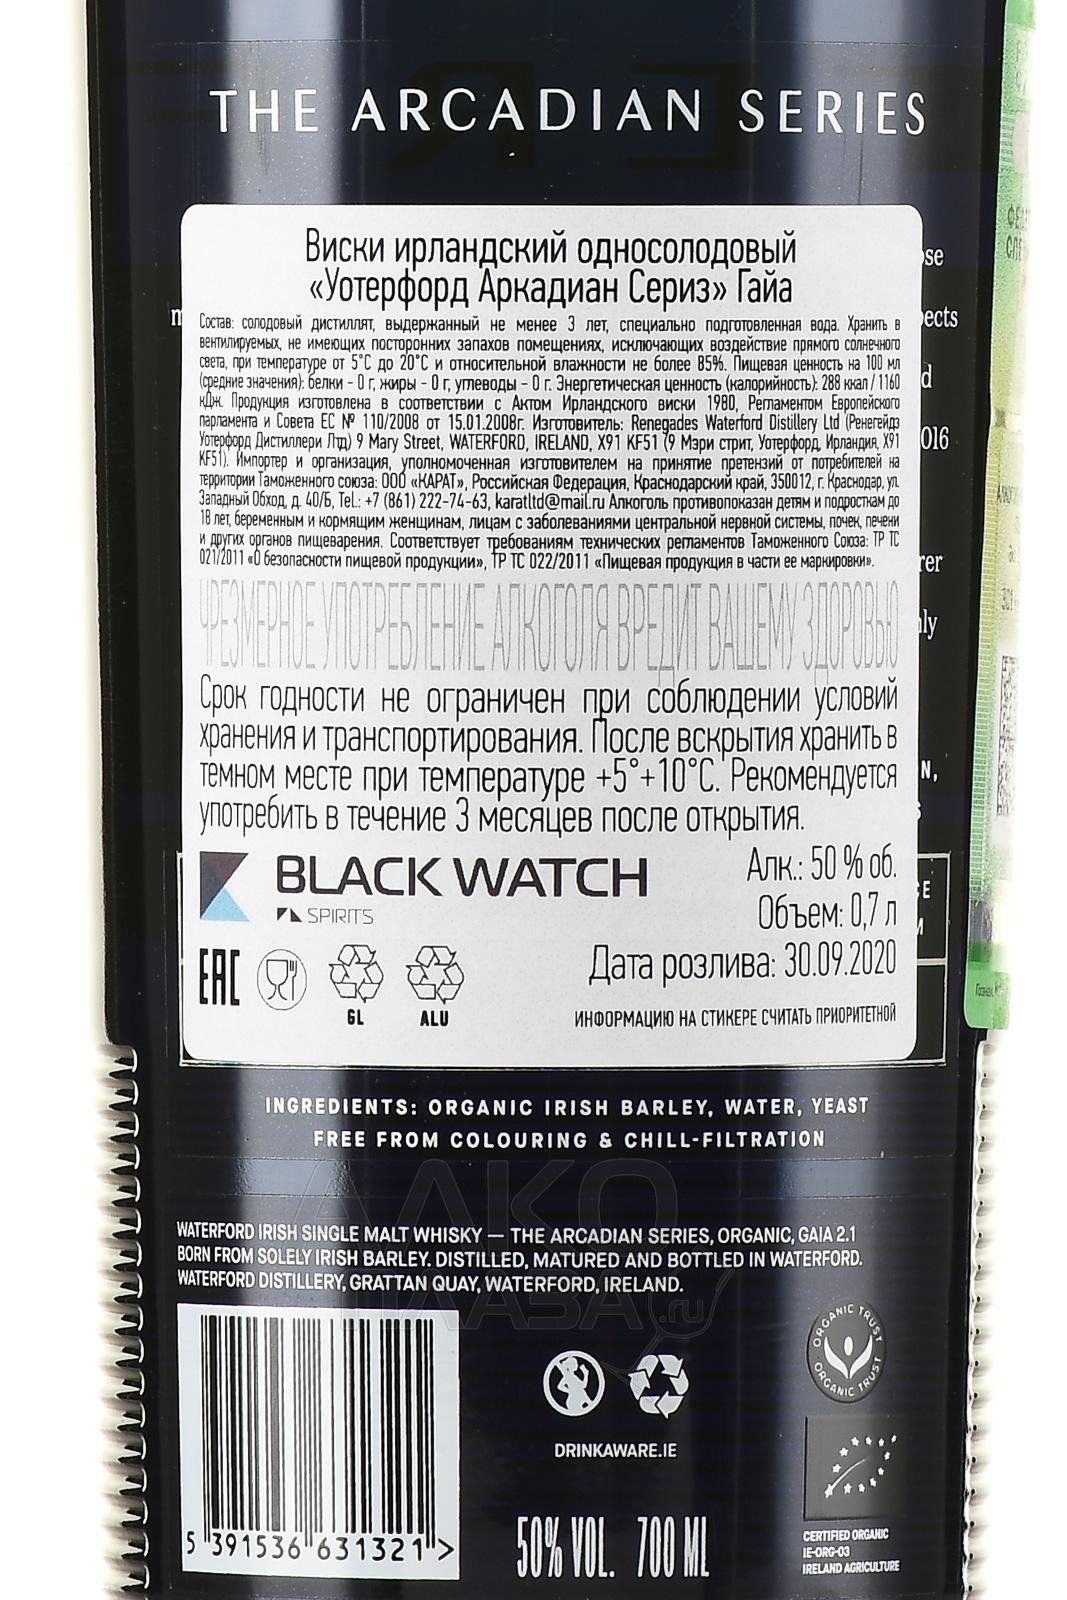 THE ARCADIAN SERIES
Виски ирландский односолодовый
«Уотерфорд Аркадиан Сериз» Гайа
Состав: солодовый дистиллят, выдержанный не менее 3 лет, специально подготовленная вода. Хранить в
вентилируемых, не имеющих посторонних запахов помещениях, исключающих воздействие прямого солнечного
света, при температуре от 5°С до 20°С и относительной влажности не более 85%. Пищевая ценность на 100 мл
(средние значения): белки - 0 г, жиры - 0 г, углеводы - 0 г. Энергетическая ценность (калорийность): 288 ккал / 1160
кДж. Продукция изготовлена в соответствии с Актом Ирландского виски 1980, Регламентом Европейского
парламента и Совета ЕС № 110/2008 от 15.01.2008г. Изготовитель: Renegades Waterford Distillery Ltd (Ренегейдз
Уотерфорд Дистиллери Лтд) 9 Mary Street, WATERFORD, IRELAND, X91 KF51 (9 Мэри стрит, Уотерфорд, Ирландия, X91
KF51). Импортер и организация, уполномоченная изготовителем на принятие претензий от потребителей на
территории Таможенного союза: ООО «КАРАТ», Российская Федерация, Краснодарский край, 350012, г. Краснодар, ул.
Западный Обход, д. 40/Б, Tel.: +7 (861) 222-74-63, karatltd@mail.ru Алкоголь противопоказан детям и подросткам до
18 лет, беременным и кормящим женщинам, лицам с заболеваниями центральной нервной системы, почек, печени
и других органов пищеварения. Соответствует требованиям технических регламентов Таможенного Союза: ТР ТС
021/2011 «О безопасности пищевой продукции», ТР ТС 022/2011 «Пищевая продукция в части ее маркировки».
ЧРЕЗМЕРНОЕ УПОТРЕБЛЕНИЕ АЛКОГОЛЯ ВРЕДИТ ВАШЕМУ ЗДОРОВЬЮ
Срок годности не ограничен при соблюдении условий
хранения и транспортирования. После вскрытия хранить в
темном месте при температуре +5°+10°С. Рекомендуется
употребить в течение 3 месяцев после открытия.
BLACK WATCH
SPIRITS
Алк.: 50 % об.
Объем: 0,7 л
Дата розлива: 30.09.2020
EAC
GL
ALU
ИНФОРМАЦИЮ НА СТИКЕРЕ СЧИТАТЬ ПРИОРИТЕТНОЙ
INGREDIENTS: ORGANIC IRISH BARLEY, WATER, YEAST
FREE FROM COLOURING & CHILL-FILTRATION
WATERFORD IRISH SINGLE MALT WHISKY — THE ARCADIAN SERIES, ORGANIC, GAIA 2.1
BORN FROM SOLELY IRISH BARLEY. DISTILLED, MATURED AND BOTTLED IN WATERFORD.
WATERFORD DISTILLERY, GRATTAN QUAY, WATERFORD, IRELAND.
АЛКО
ПЛАЗА.ru
ORGANIC TRUST
ORGANIC TRUST
DRINKAWARE.IE
CERTIFIED ORGANIC
IE-ORG-03
IRELAND AGRICULTURE
5 391536 631321 >
50% VOL. 700 ML